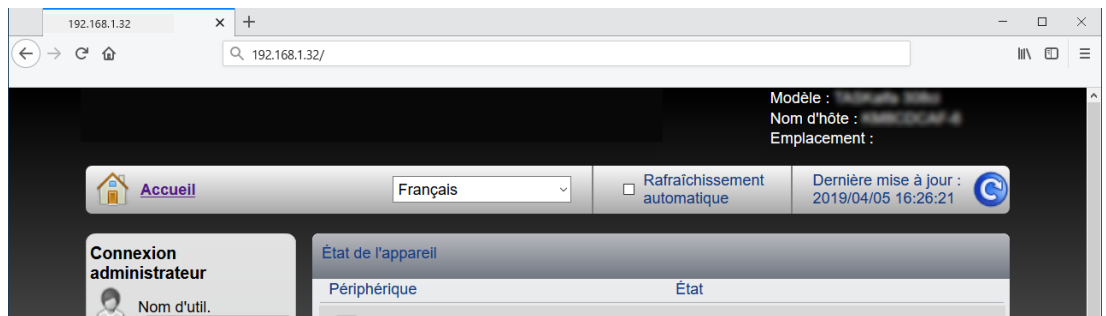 192.168.1.32
192.168.1.32/
Modèle :
Nom d'hôte :
Emplacement :
Accueil
Français
Rafraîchissement
automatique
Dernière mise à jour :
2019/04/05 16:26:21
Connexion
administrateur
Nom d'util.
État de l'appareil
Périphérique État